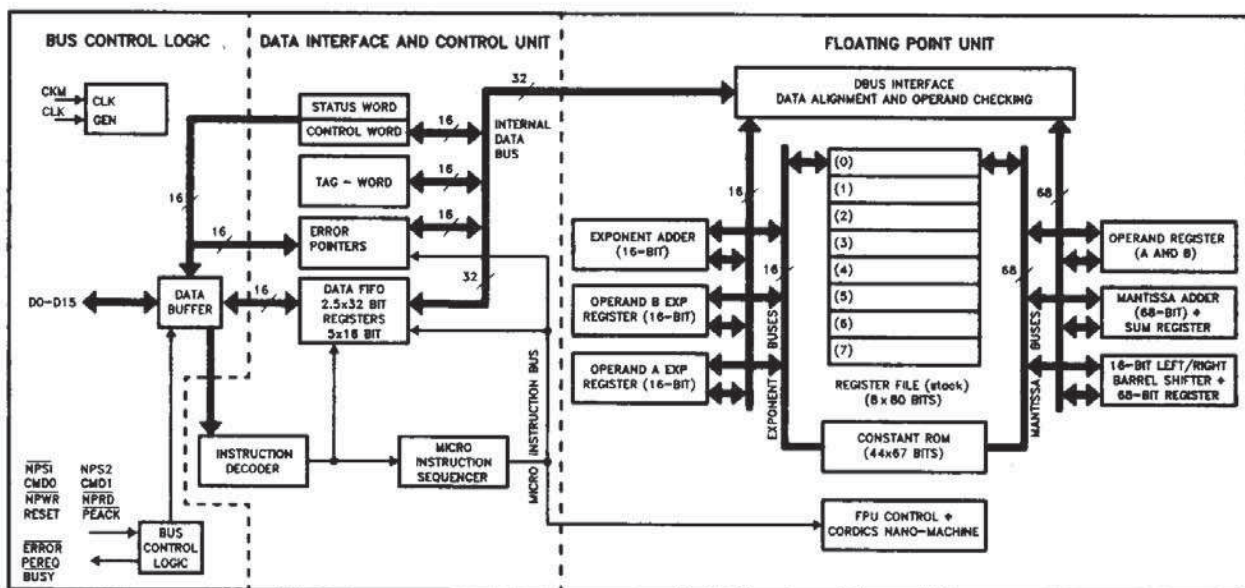 BUS CONTROL LOGIC
CKM
CLK
CLK
GEN
16
16
DO-D15
DATA
BUFFER
16
NPS1 NPS2
CMD0 CMD1
NPWR NPRD
RESET PEACK
ERROR
PEREQ
BUSY
BUS
CONTROL
LOGIC
DATA INTERFACE AND CONTROL UNIT
STATUS WORD
CONTROL WORD
16
TAG - WORD
16
ERROR
POINTERS
16
DATA FIFO
2.5x32 BIT
REGISTERS
5x16 BIT
32
32
INTERNAL
DATA
BUS
INSTRUCTION
DECODER
MICRO
INSTRUCTION
SEQUENCER
MICRO INSTRUCTION BUS
FLOATING POINT UNIT
DBUS INTERFACE
DATA ALIGNMENT AND OPERAND CHECKING
16
EXPONENT ADDER
(16-BIT)
OPERAND B EXP
REGISTER (16-BIT)
OPERAND A EXP
REGISTER (16-BIT)
16
EXPONENT BUSES
(0)
(1)
(2)
(3)
(4)
(5)
(6)
(7)
REGISTER FILE (stack)
(8x80 BITS)
CONSTANT ROM
(44x67 BITS)
68
68
MANTISSA BUSES
OPERAND REGISTER
(A AND B)
MANTISSA ADDER
(68-BIT) +
SUM REGISTER
16-BIT LEFT/RIGHT
BARREL SHIFTER +
68-BIT REGISTER
FPU CONTROL +
CORDICS NANO-MACHINE